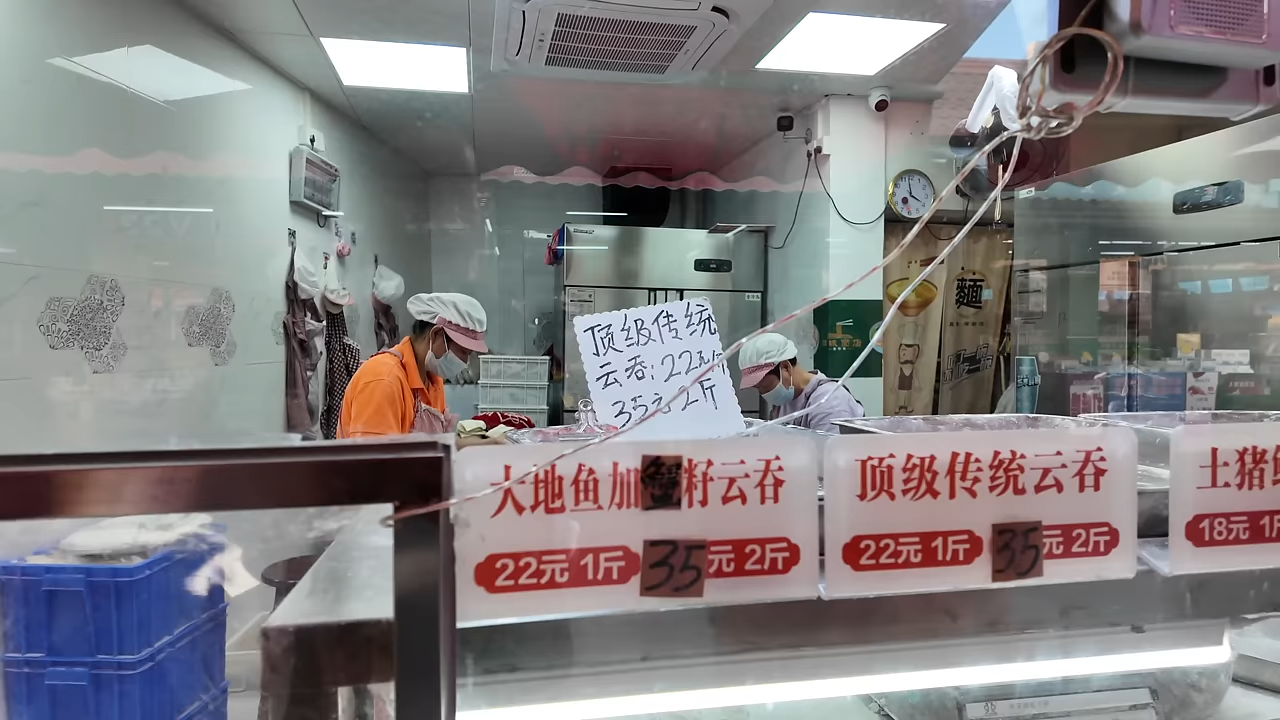 顶级传统
云吞:22元/斤
35元2斤
麵
大地鱼加蟹籽云吞
22元1斤 35元2斤
顶级传统云吞
22元1斤 35元2斤
土猪
18元1